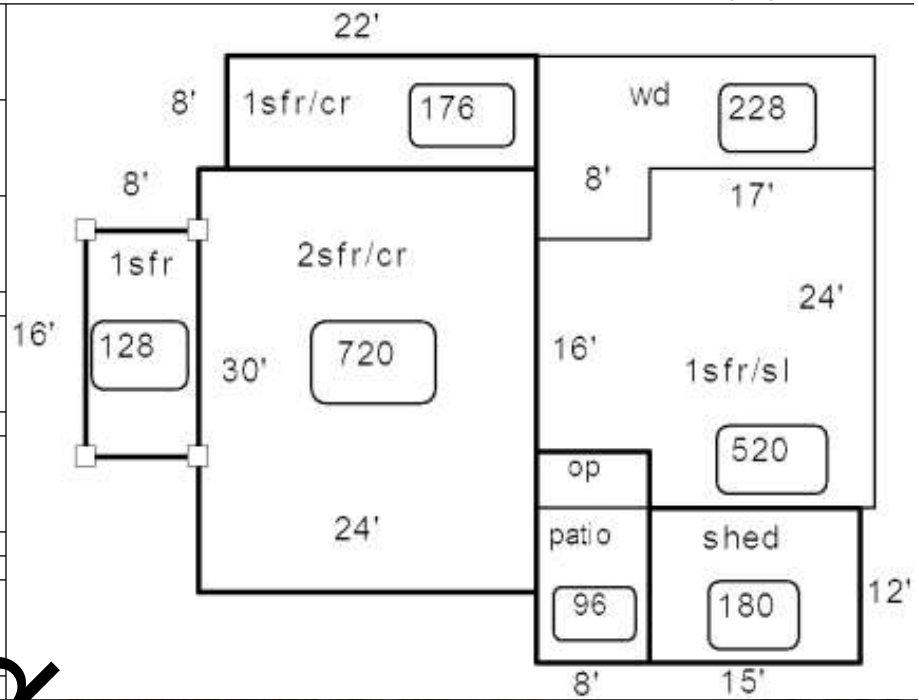 22'
8' 1sfr/cr 176 wd 228
8' 8' 17'
1sfr 2sfr/cr
24'
16' 128 30' 720 16'
1sfr/sl
520
op
24' patio shed
96 180 12'
8' 15'